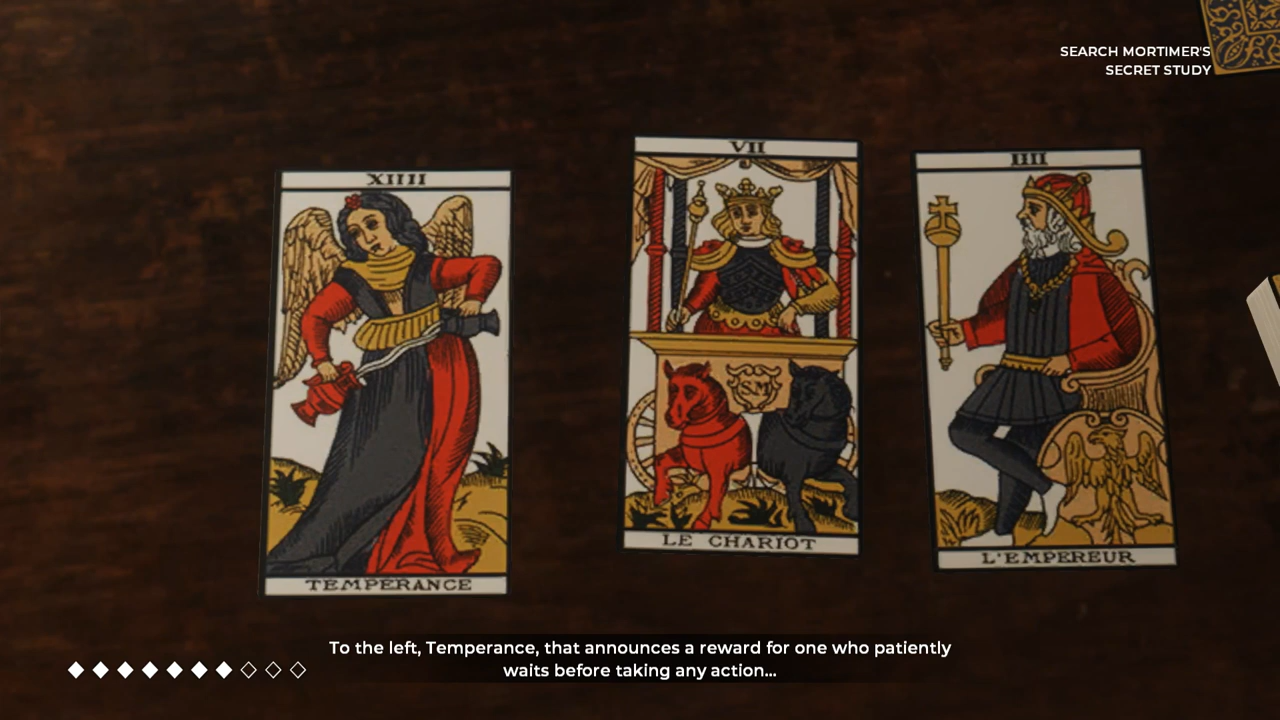 SEARCH MORTIMER'S
SECRET STUDY
XIIII
VII
IIII
SM
TEMPERANCE
LE CHARIOT
L'EMPEREUR
To the left, Temperance, that announces a reward for one who patiently
waits before taking any action...